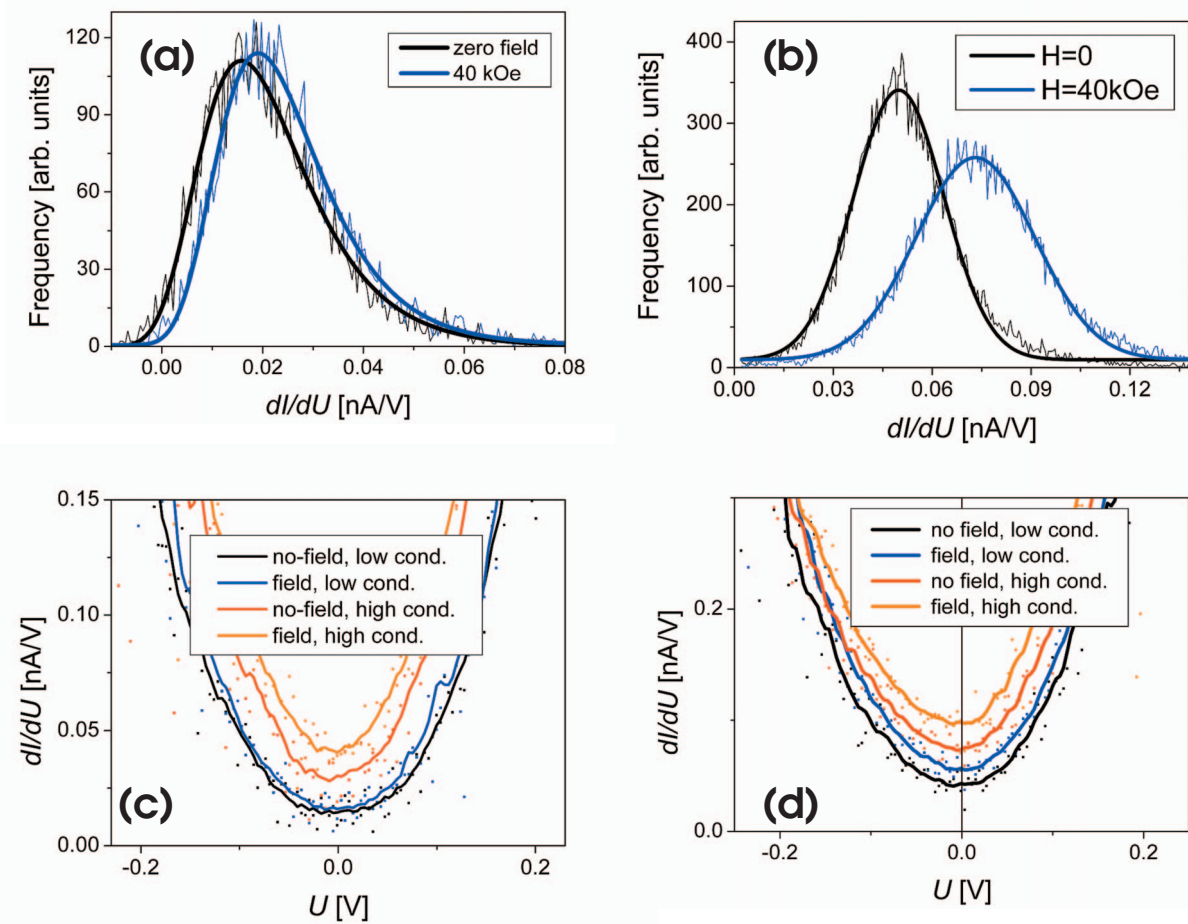 (a)
zero field
40 kOe
Frequency [arb. units]
120
90
60
30
0
0.00 0.02 0.04 0.06 0.08
dI/dU [nA/V]
(b)
H=0
H=40kOe
Frequency [arb. units]
400
350
300
250
300
350
400
0.00 0.03 0.06 0.09 0.12
dI/dU [nA/V]
(c)
no-field, low cond.
field, low cond.
no-field, high cond.
field, high cond.
dI/dU [nA/V]
0.15
0.10
0.05
0.00
-0.2 0.0 0.2
U [V]
(d)
no field, low cond.
field, low cond.
no field, high cond.
field, high cond.
dI/dU [nA/V]
0.2
0.0
-0.2 0.0 0.2
U [V]